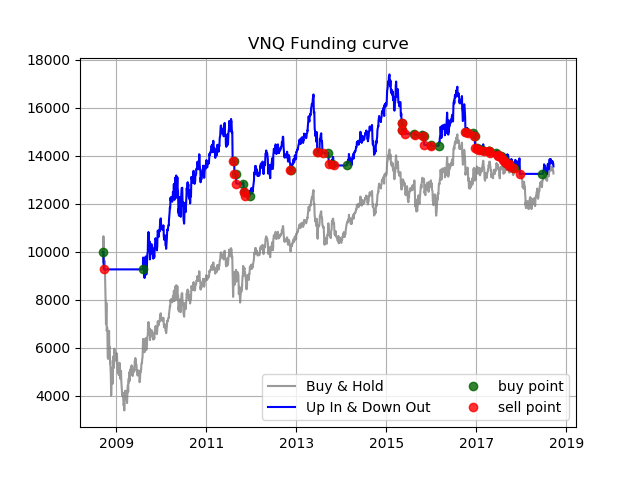 VNQ Funding curve
18000
16000
14000
12000
10000
8000
6000
4000
Buy & Hold
Up In & Down Out
buy point
sell point
2009 2011 2013 2015 2017 2019